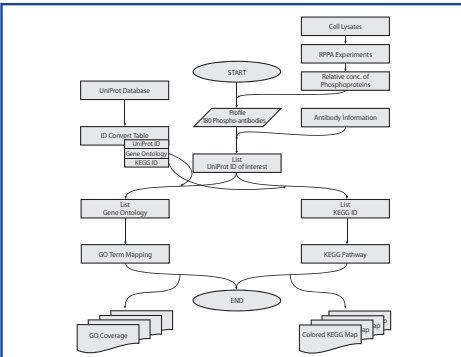 Cell Lysates
RPPA Experiments
START
Relative conc. of
Phosphoproteins
UniProt Database
Profile
180 Phospho-antibodies
Antibody Information
ID Convert Table
UniProt ID
Gene Ontology
KEGG ID
List
UniProt ID of Interest
List
Gene Ontology
List
KEGG ID
GO Term Mapping
KEGG Pathway
END
GO Coverage
Colored KEGG Map
ap
ap